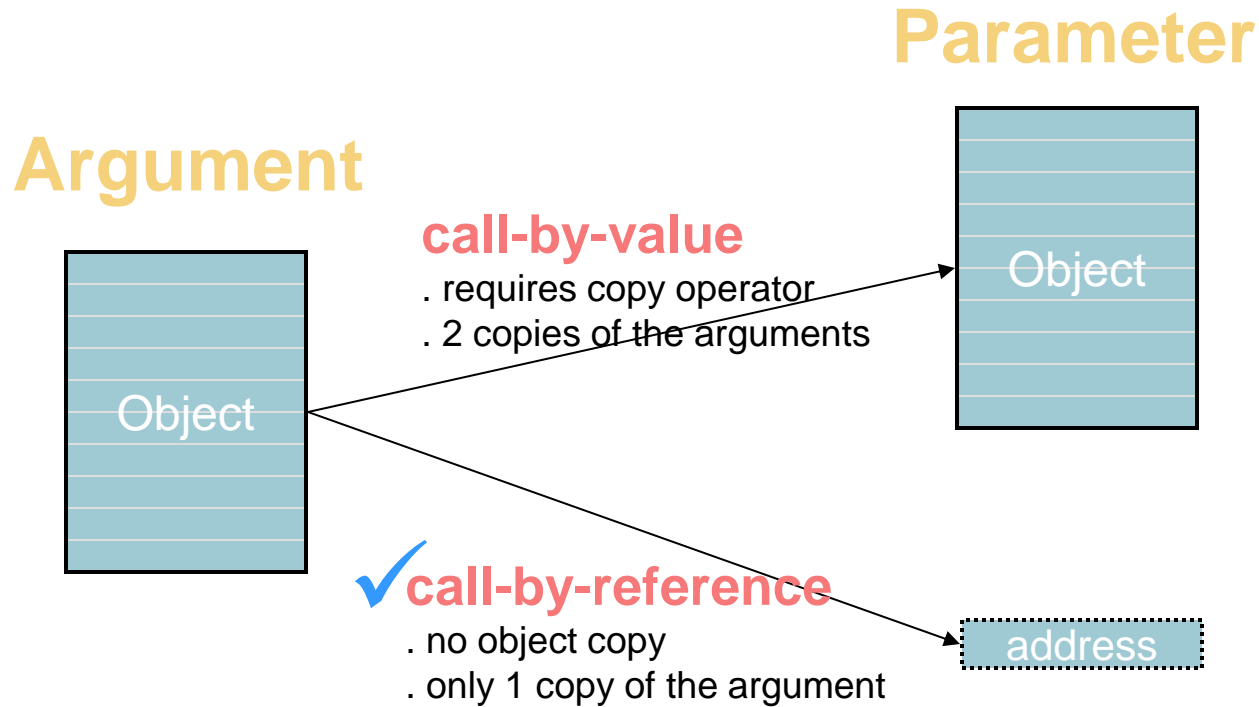 Parameter
Argument
call-by-value
. requires copy operator
. 2 copies of the arguments
Object
Object
call-by-reference
. no object copy
. only 1 copy of the argument
address